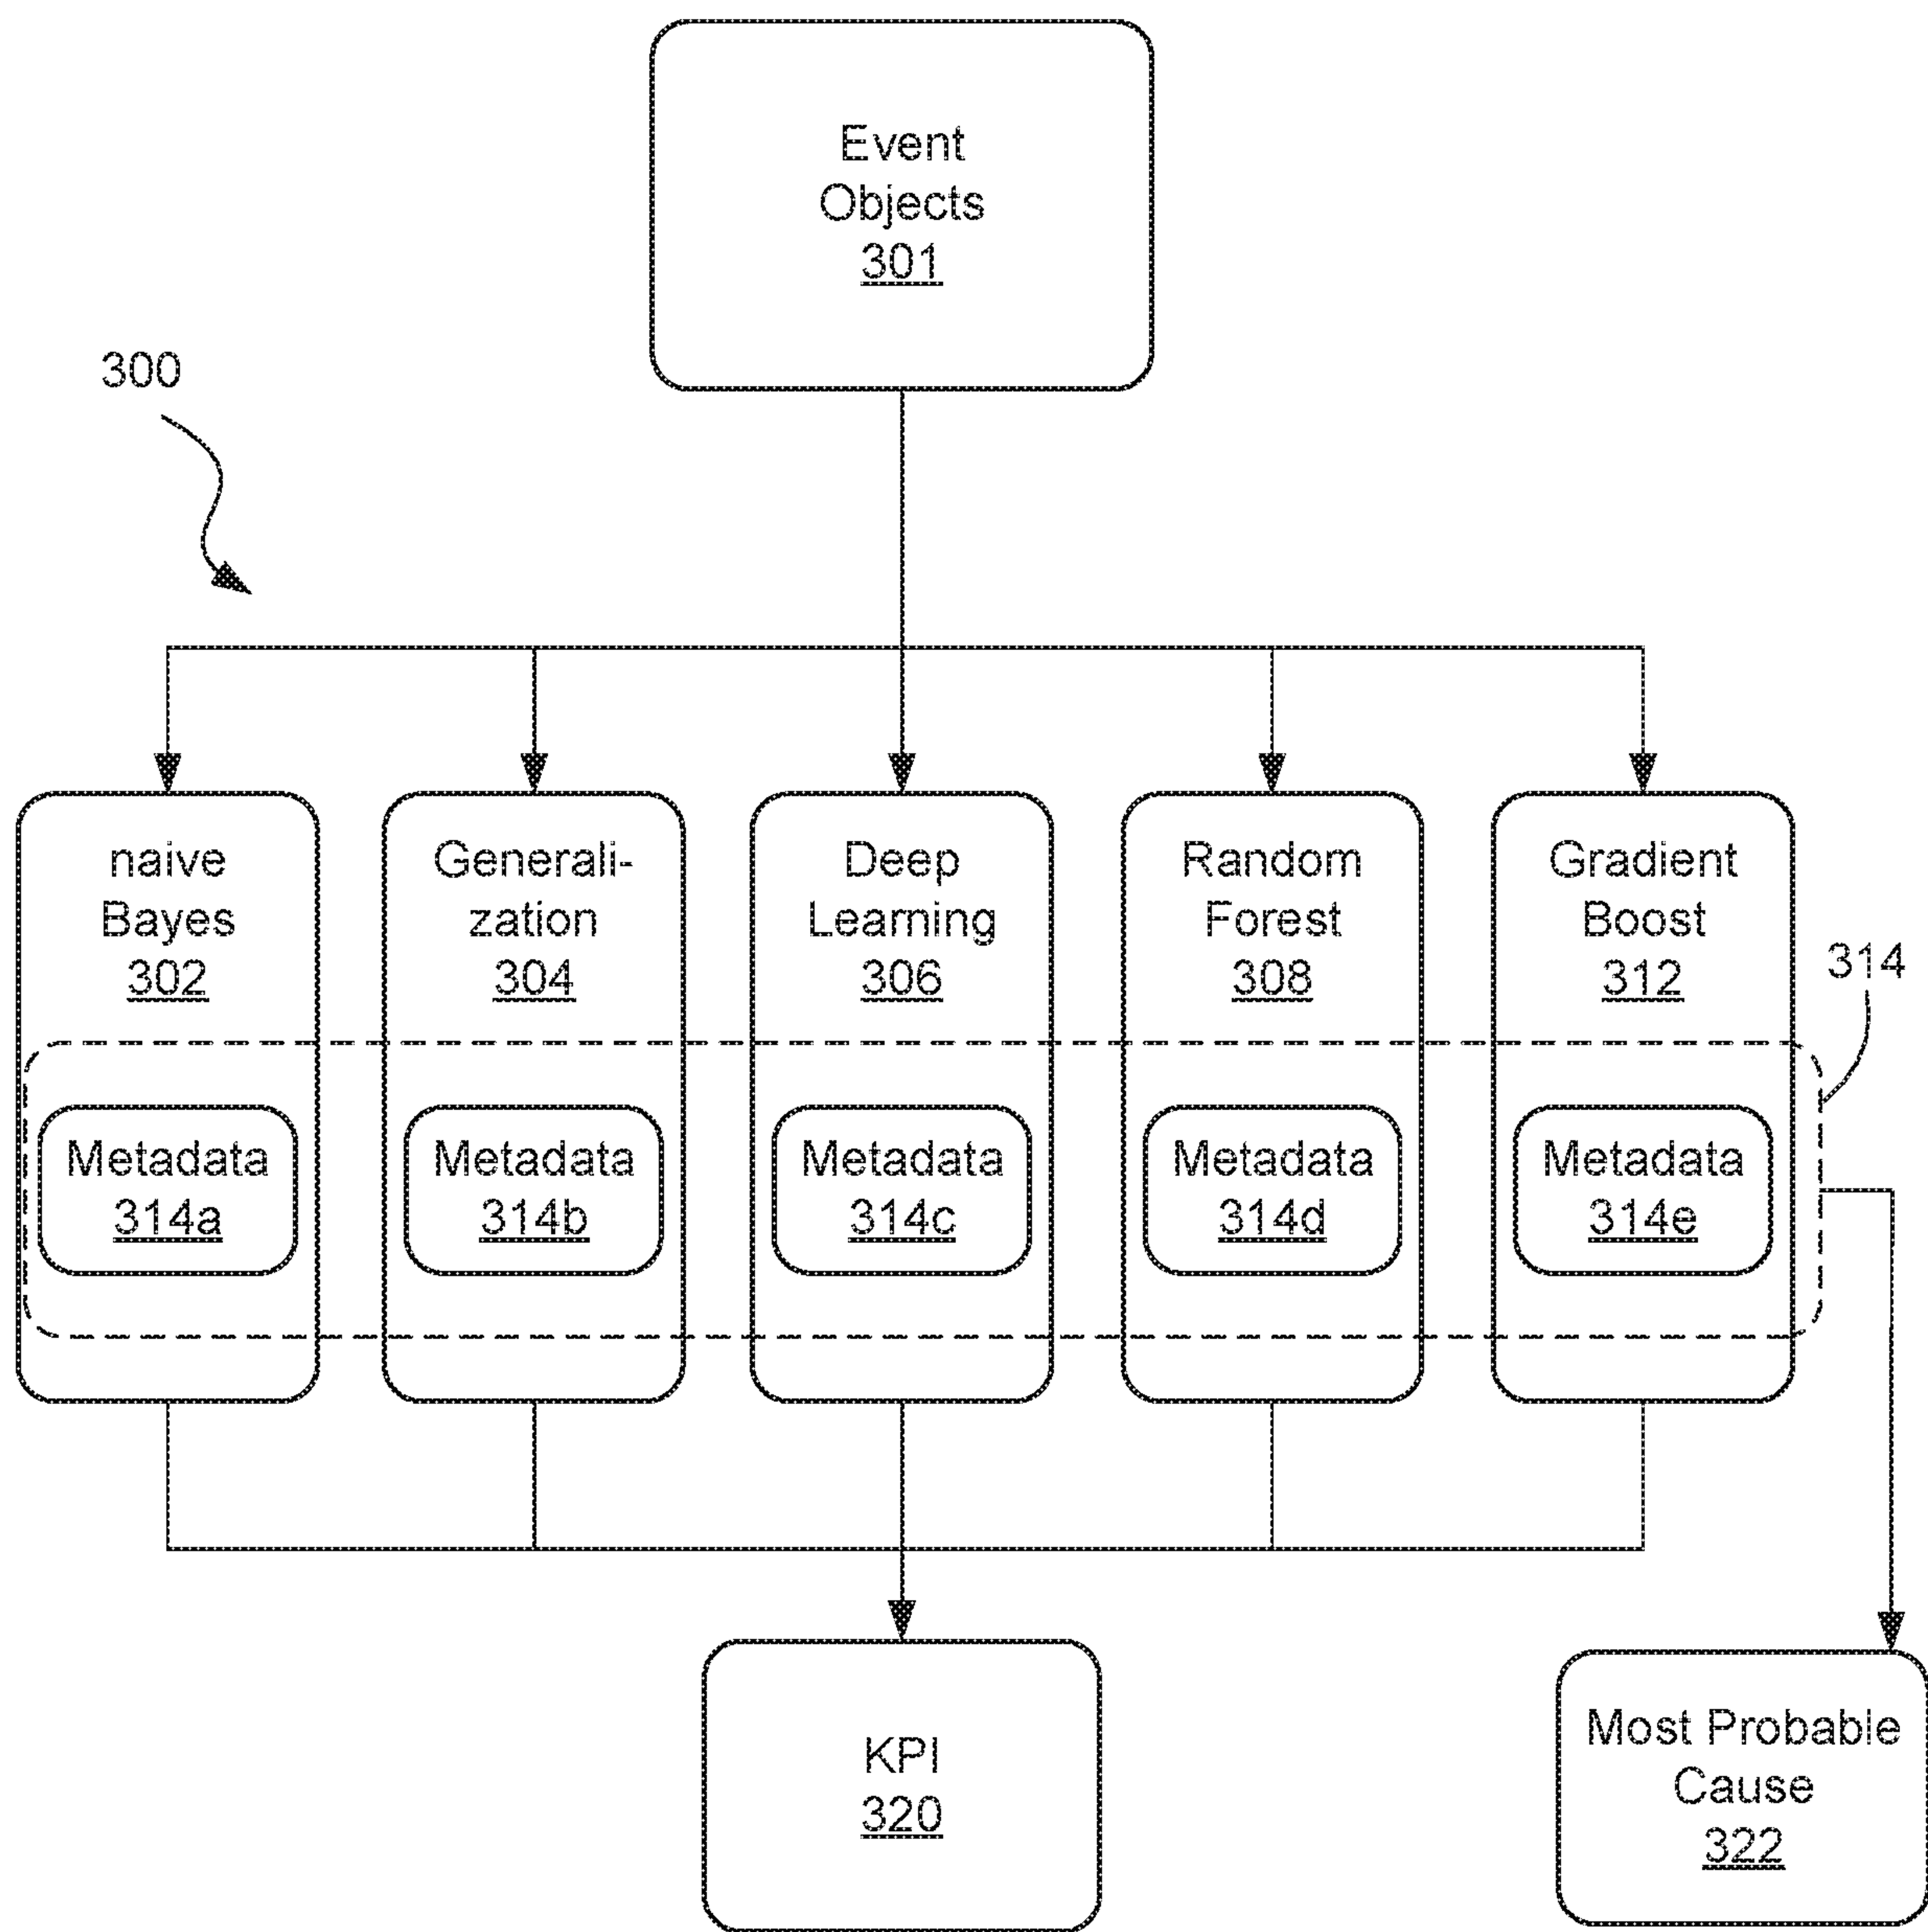 Event
Objects
301
300
naive
Bayes
302
Generali-
zation
304
Deep
Learning
306
Random
Forest
308
Gradient
Boost
312
314
Metadata
314a
Metadata
314b
Metadata
314c
Metadata
314d
Metadata
314e
KPI
320
Most Probable
Cause
322